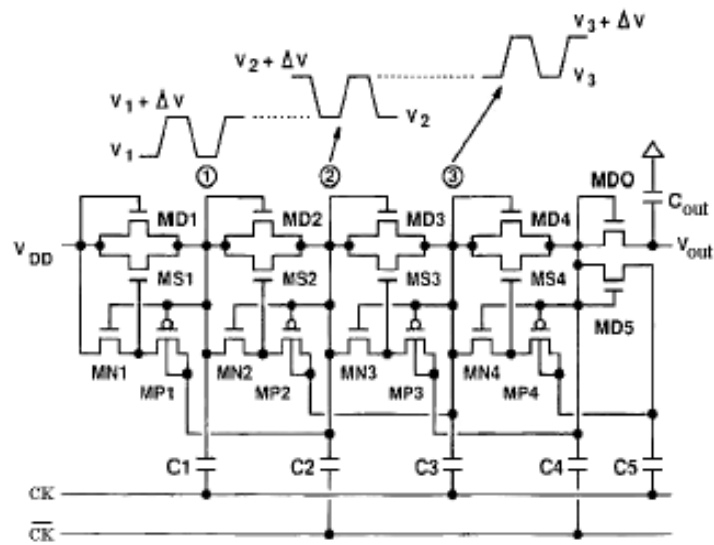 V3 + ΔV
V2 + ΔV
V3
V1 + ΔV
V2
V1
① ② ③
MDO
Cout
MD1 MD2 MD3 MD4
VDD
Vout
MS1 MS2 MS3 MS4
MD5
MN1 MN2 MN3 MN4
MP1 MP2 MP3 MP4
C1 C2 C3 C4 C5
CK
C̅K̅